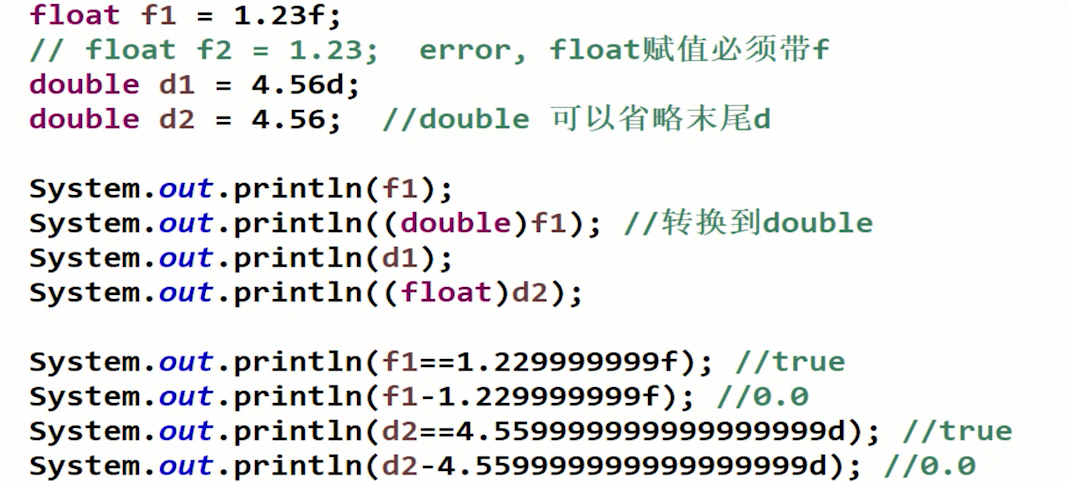 float f1 = 1.23f;
// float f2 = 1.23;  error, float赋值必须带f
double d1 = 4.56d;
double d2 = 4.56;  //double 可以省略末尾d
System.out.println(f1);
System.out.println((double)f1); //转换到double
System.out.println(d1);
System.out.println((float)d2);
System.out.println(f1==1.229999999f); //true
System.out.println(f1-1.229999999f); //0.0
System.out.println(d2==4.559999999999999999d); //true
System.out.println(d2-4.559999999999999999d); //0.0